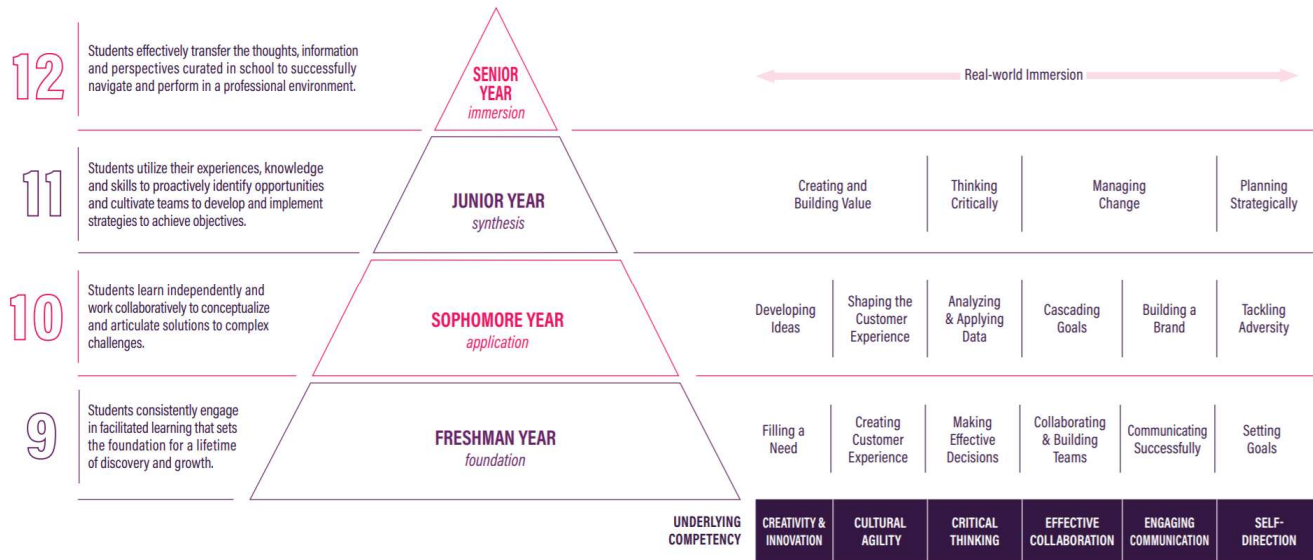 12
Students effectively transfer the thoughts, information
and perspectives curated in school to successfully
navigate and perform in a professional environment.
SENIOR
YEAR
immersion
Real-world Immersion
11
Students utilize their experiences, knowledge
and skills to proactively identify opportunities
and cultivate teams to develop and implement
strategies to achieve objectives.
JUNIOR YEAR
synthesis
Creating and
Building Value
Thinking
Critically
Managing
Change
Planning
Strategically
10
Students learn independently and
work collaboratively to conceptualize
and articulate solutions to complex
challenges.
SOPHOMORE YEAR
application
Developing
Ideas
Shaping the
Customer
Experience
Analyzing
& Applying
Data
Cascading
Goals
Building a
Brand
Tackling
Adversity
9
Students consistently engage
in facilitated learning that sets
the foundation for a lifetime
of discovery and growth.
FRESHMAN YEAR
foundation
Filling a
Need
Creating
Customer
Experience
Making
Effective
Decisions
Collaborating
& Building
Teams
Communicating
Successfully
Setting
Goals
UNDERLYING
COMPETENCY
CREATIVITY &
INNOVATION
CULTURAL
AGILITY
CRITICAL
THINKING
EFFECTIVE
COLLABORATION
ENGAGING
COMMUNICATION
SELF-
DIRECTION